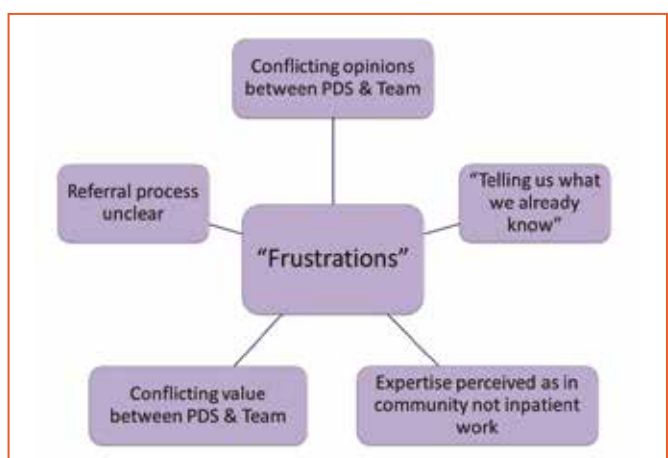 Conflicting opinions
between PDS & Team
Referral process
unclear
“Telling us what
we already
know”
“Frustrations”
Conflicting value
between PDS & Team
Expertise perceived as in
community not inpatient
work